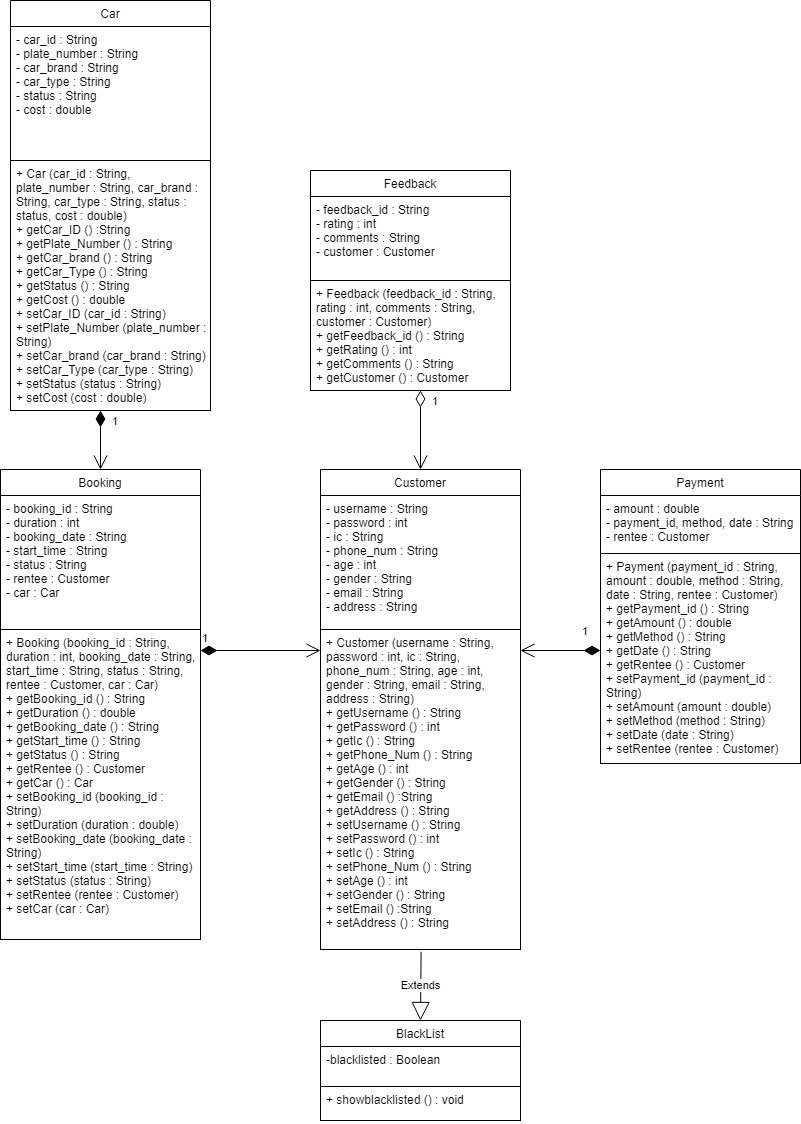 Car
- car_id : String
- plate_number : String
- car_brand : String
- car_type : String
- status : String
- cost : double
+ Car (car_id : String,
plate_number : String, car_brand :
String, car_type : String, status :
status, cost : double)
+ getCar_ID () :String
+ getPlate_Number () : String
+ getCar_brand () : String
+ getCar_Type () : String
+ getStatus () : String
+ getCost () : double
+ setCar_ID (car_id : String)
+ setPlate_Number (plate_number :
String)
+ setCar_brand (car_brand : String)
+ setCar_Type (car_type : String)
+ setStatus (status : String)
+ setCost (cost : double)
1
Feedback
- feedback_id : String
- rating : int
- comments : String
- customer : Customer
+ Feedback (feedback_id : String,
rating : int, comments : String,
customer : Customer)
+ getFeedback_id () : String
+ getRating () : int
+ getComments () : String
+ getCustomer () : Customer
1
Booking
- booking_id : String
- duration : int
- booking_date : String
- start_time : String
- status : String
- rentee : Customer
- car : Car
+ Booking (booking_id : String,
duration : int, booking_date : String,
start_time : String, status : String,
rentee : Customer, car : Car)
+ getBooking_id () : String
+ getDuration () : double
+ getBooking_date () : String
+ getStart_time () : String
+ getStatus () : String
+ getRentee () : Customer
+ getCar () : Car
+ setBooking_id (booking_id :
String)
+ setDuration (duration : double)
+ setBooking_date (booking_date :
String)
+ setStart_time (start_time : String)
+ setStatus (status : String)
+ setRentee (rentee : Customer)
+ setCar (car : Car)
1
Customer
- username : String
- password : int
- ic : String
- phone_num : String
- age : int
- gender : String
- email : String
- address : String
+ Customer (username : String,
password : int, ic : String,
phone_num : String, age : int,
gender : String, email : String,
address : String)
+ getUsername () : String
+ getPassword () : int
+ getIc () : String
+ getPhone_Num () : String
+ getAge () : int
+ getGender () : String
+ getEmail () :String
+ getAddress () : String
+ setUsername () : String
+ setPassword () : int
+ setIc () : String
+ setPhone_Num () : String
+ setAge () : int
+ setGender () : String
+ setEmail () :String
+ setAddress () : String
1
Payment
- amount : double
- payment_id, method, date : String
- rentee : Customer
+ Payment (payment_id : String,
amount : double, method : String,
date : String, rentee : Customer)
+ getPayment_id () : String
+ getAmount () : double
+ getMethod () : String
+ getDate () : String
+ getRentee () : Customer
+ setPayment_id (payment_id :
String)
+ setAmount (amount : double)
+ setMethod (method : String)
+ setDate (date : String)
+ setRentee (rentee : Customer)
Extends
BlackList
-blacklisted : Boolean
+ showblacklisted () : void